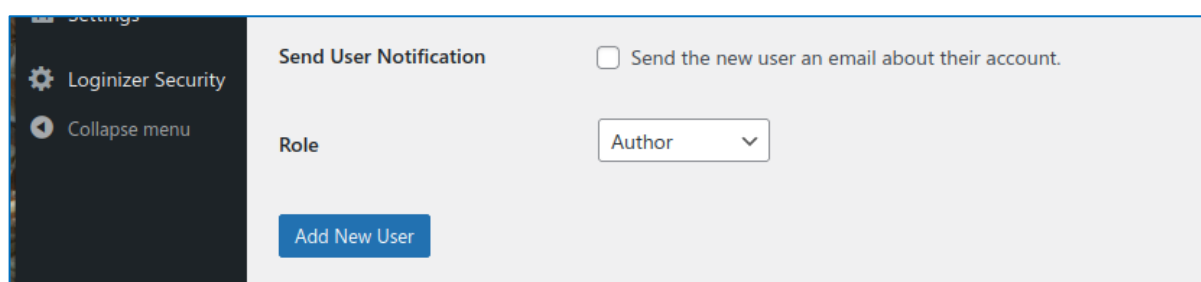 Settings
Loginizer Security
Collapse menu
Send User Notification
Send the new user an email about their account.
Role
Author
Add New User